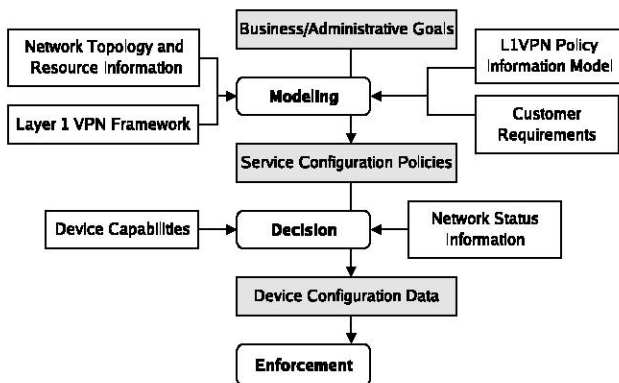 Business/Administrative Goals
Network Topology and
Resource Information
L1VPN Policy
Information Model
Modeling
Layer 1 VPN Framework
Customer
Requirements
Service Configuration Policies
Device Capabilities
Decision
Network Status
Information
Device Configuration Data
Enforcement